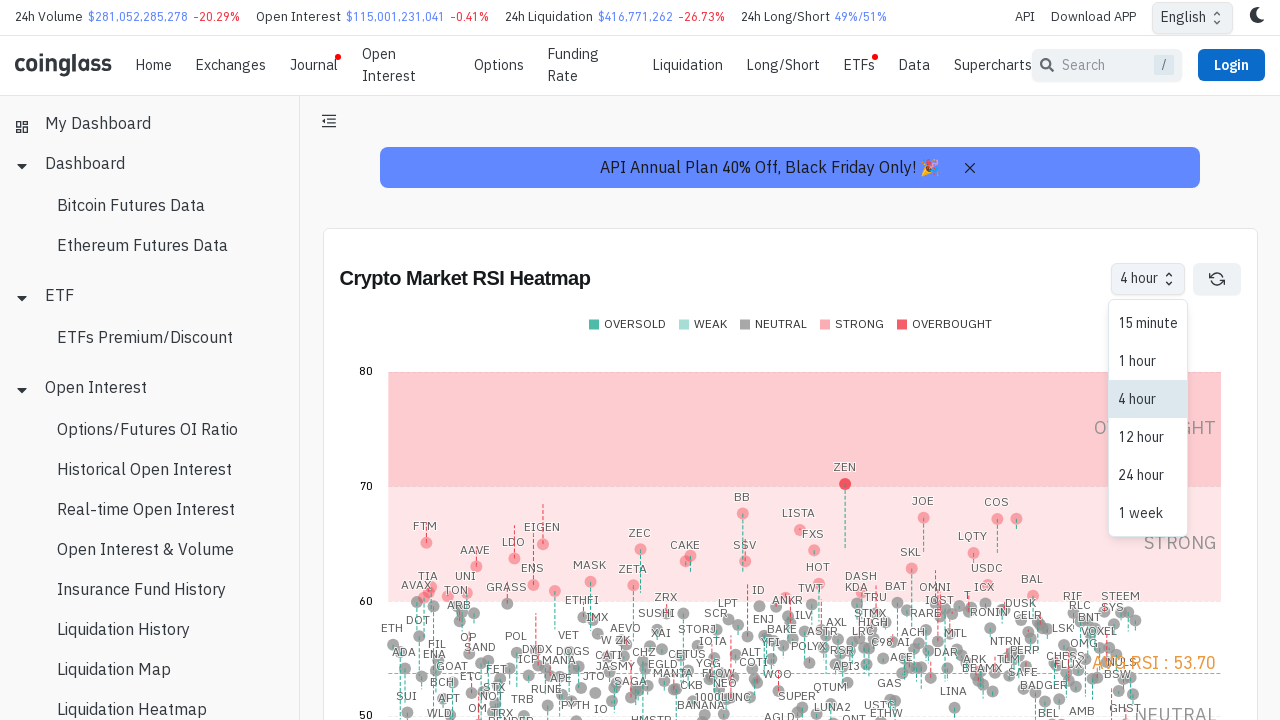 24h Volume $281,052,285,278 -20.29% Open Interest $115,001,231,041 -0.41% 24h Liquidation $416,771,262 -26.73% 24h Long/Short 49%/51% API Download APP English
coinglass Home Exchanges Journal Open Interest Options Funding Rate Liquidation Long/Short ETFs Data Supercharts Search / Login
My Dashboard
Dashboard
Bitcoin Futures Data
Ethereum Futures Data
ETF
ETFs Premium/Discount
Open Interest
Options/Futures OI Ratio
Historical Open Interest
Real-time Open Interest
Open Interest & Volume
Insurance Fund History
Liquidation History
Liquidation Map
Liquidation Heatmap
API Annual Plan 40% Off, Black Friday Only! 🎉
Crypto Market RSI Heatmap
4 hour
15 minute
1 hour
4 hour
12 hour
24 hour
1 week
OVERSOLD WEAK NEUTRAL STRONG OVERBOUGHT
80
70
60
50
STRONG
NEUTRAL
RSI : 53.70
ZEN
BB
JOE
COS
LISTA
FTM
EIGEN
ZEC
FXS
LDO
LQTY
AAVE
CAKE
SSV
SKL
MASK
HOT
USDC
ENS
ZETA
TIA
UNI
DASH
BAL
AVAX
TON
GRASS
ID
TWT
KDA
BAT
OMNI
ICX
ARB
ETHFI
ZRX
LPT
ANKR
TRU
IOST
T
DUSK
RIF
STEEM
DOT
IMX
SUSHI
SCR
ENJ
ILV
STMX
RARE
RONIN
CELR
RLC
SYS
ETH
AEVO
XAI
STORJ
BAKE
AXL
HIGH
BNT
OP
POL
VET
ZK
IOTA
YFI
ASTR
LRC
ACH
MTL
LSK
VOXEL
ADA
FIL
ENA
SAND
DYDX
DOGS
CATI
CHZ
CETUS
ALT
POLYX
RSR
C98
AI
DAR
NTRN
PERP
OMG
GOAT
ICP
MANA
JASMY
EGLD
YGG
COTI
API3
ACE
ARK
TLM
CHESS
FLUX
NULS
BCH
ETC
FET
APE
JTO
SAGA
MANTA
FLOW
WOO
GAS
BEAMX
SAFE
BSW
SUI
APT
NOT
STX
RUNE
CKB
NEO
QTUM
LINA
BADGER
WLD
OM
TRB
PYTH
IO
BANANA
1000LUNC
SUPER
LUNA2
USTC
GHST
TRX
HMSTR
AGLD
ONT
ETHW
BEL
AMB